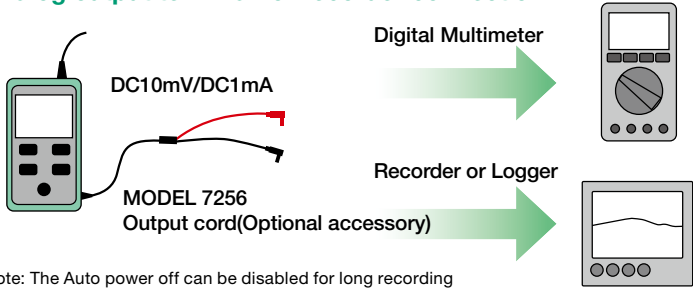 Digital Multimeter
DC10mV/DC1mA
Recorder or Logger
MODEL 7256
Output cord(Optional accessory)
ote: The Auto power off can be disabled for long recording